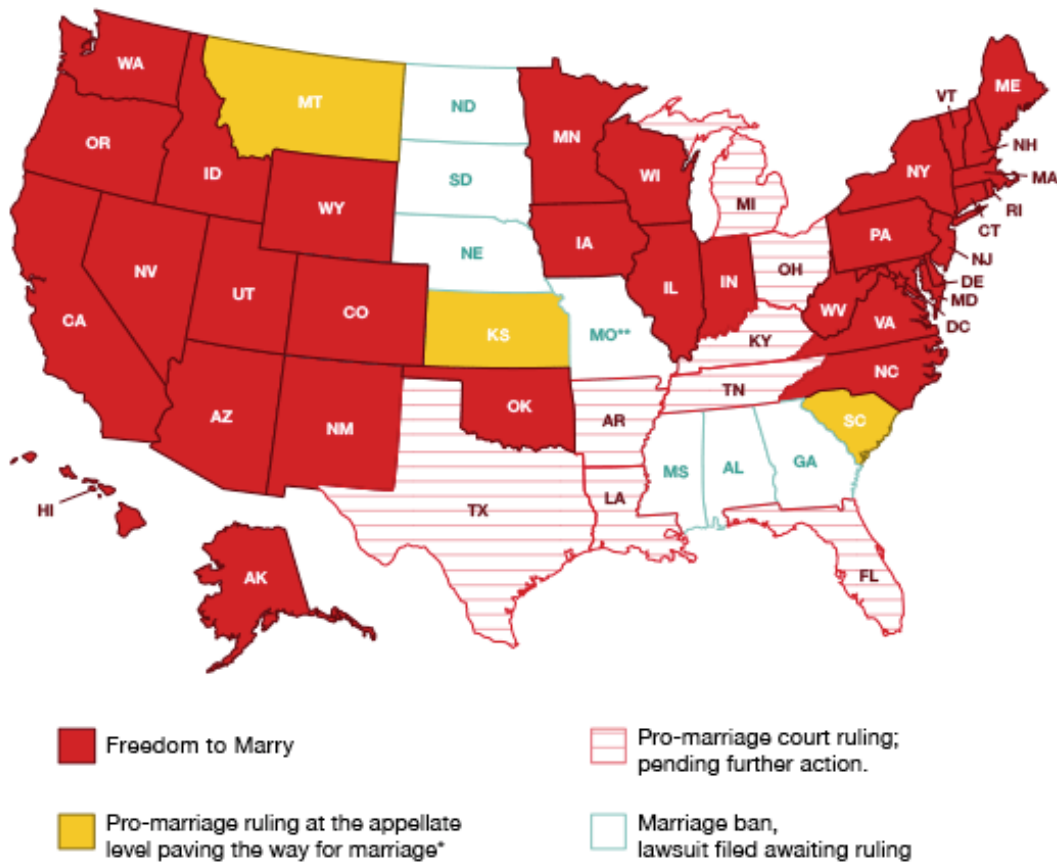 WA
MT
ND
MN
ME
VT
OR
ID
SD
WI
NH
NY
MA
WY
MI
RI
CT
IA
PA
NE
NV
OH
NJ
UT
IL
IN
DE
CO
WV
MD
CA
KS
MO**
VA
DC
KY
NC
TN
AZ
NM
OK
AR
SC
MS
AL
GA
LA
HI
TX
FL
AK
Freedom to Marry
Pro-marriage court ruling;
pending further action.
Pro-marriage ruling at the appellate
level paving the way for marriage*
Marriage ban,
lawsuit filed awaiting ruling